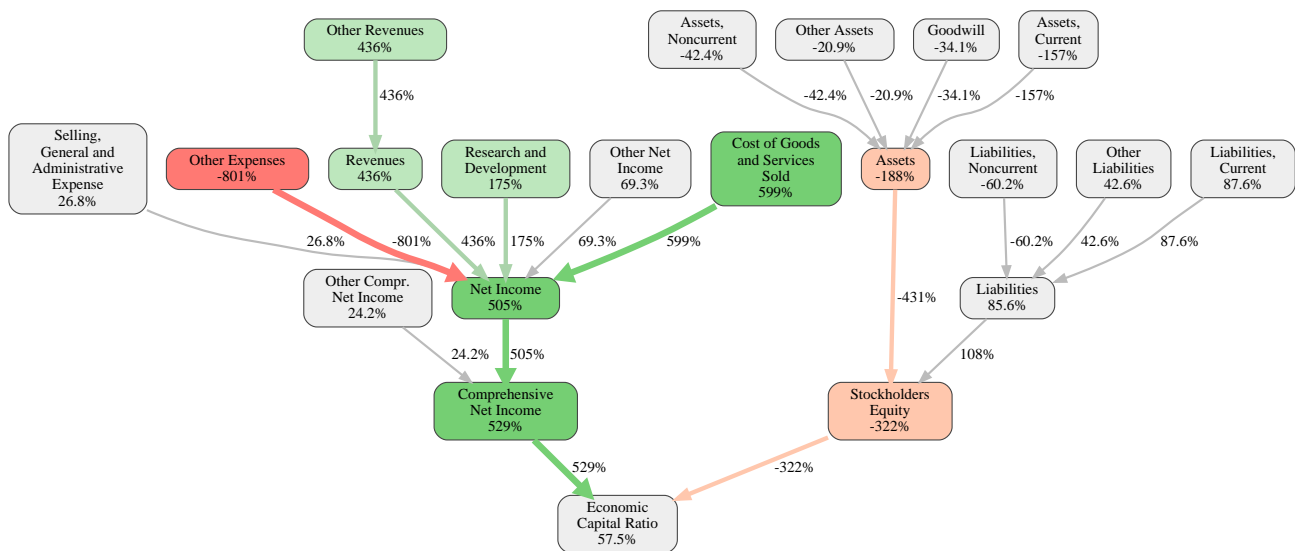 Other Revenues
436%
Assets,
Noncurrent
-42.4%
Other Assets
-20.9%
Goodwill
-34.1%
Assets,
Current
-157%
436%
-42.4%
-20.9%
-34.1%
-157%
Selling,
General and
Administrative
Expense
26.8%
Other Expenses
-801%
Revenues
436%
Research and
Development
175%
Other Net
Income
69.3%
Cost of Goods
and Services
Sold
599%
Assets
-188%
Liabilities,
Noncurrent
-60.2%
Other
Liabilities
42.6%
Liabilities,
Current
87.6%
26.8%
-801%
436%
175%
69.3%
599%
-60.2%
42.6%
87.6%
Other Compr.
Net Income
24.2%
Net Income
505%
-431%
Liabilities
85.6%
24.2%
505%
108%
Comprehensive
Net Income
529%
Stockholders
Equity
-322%
529%
-322%
Economic
Capital Ratio
57.5%